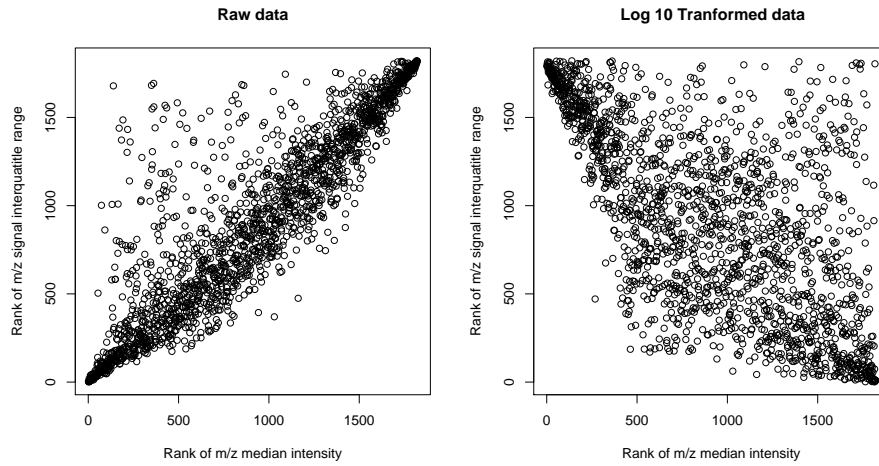 Raw data
Rank of m/z signal interquatitle range
1500
1000
500
0
0
500
1000
1500
Rank of m/z median intensity
Log 10 Tranformed data
Rank of m/z signal interquatitle range
1500
1000
500
0
0
500
1000
1500
Rank of m/z median intensity